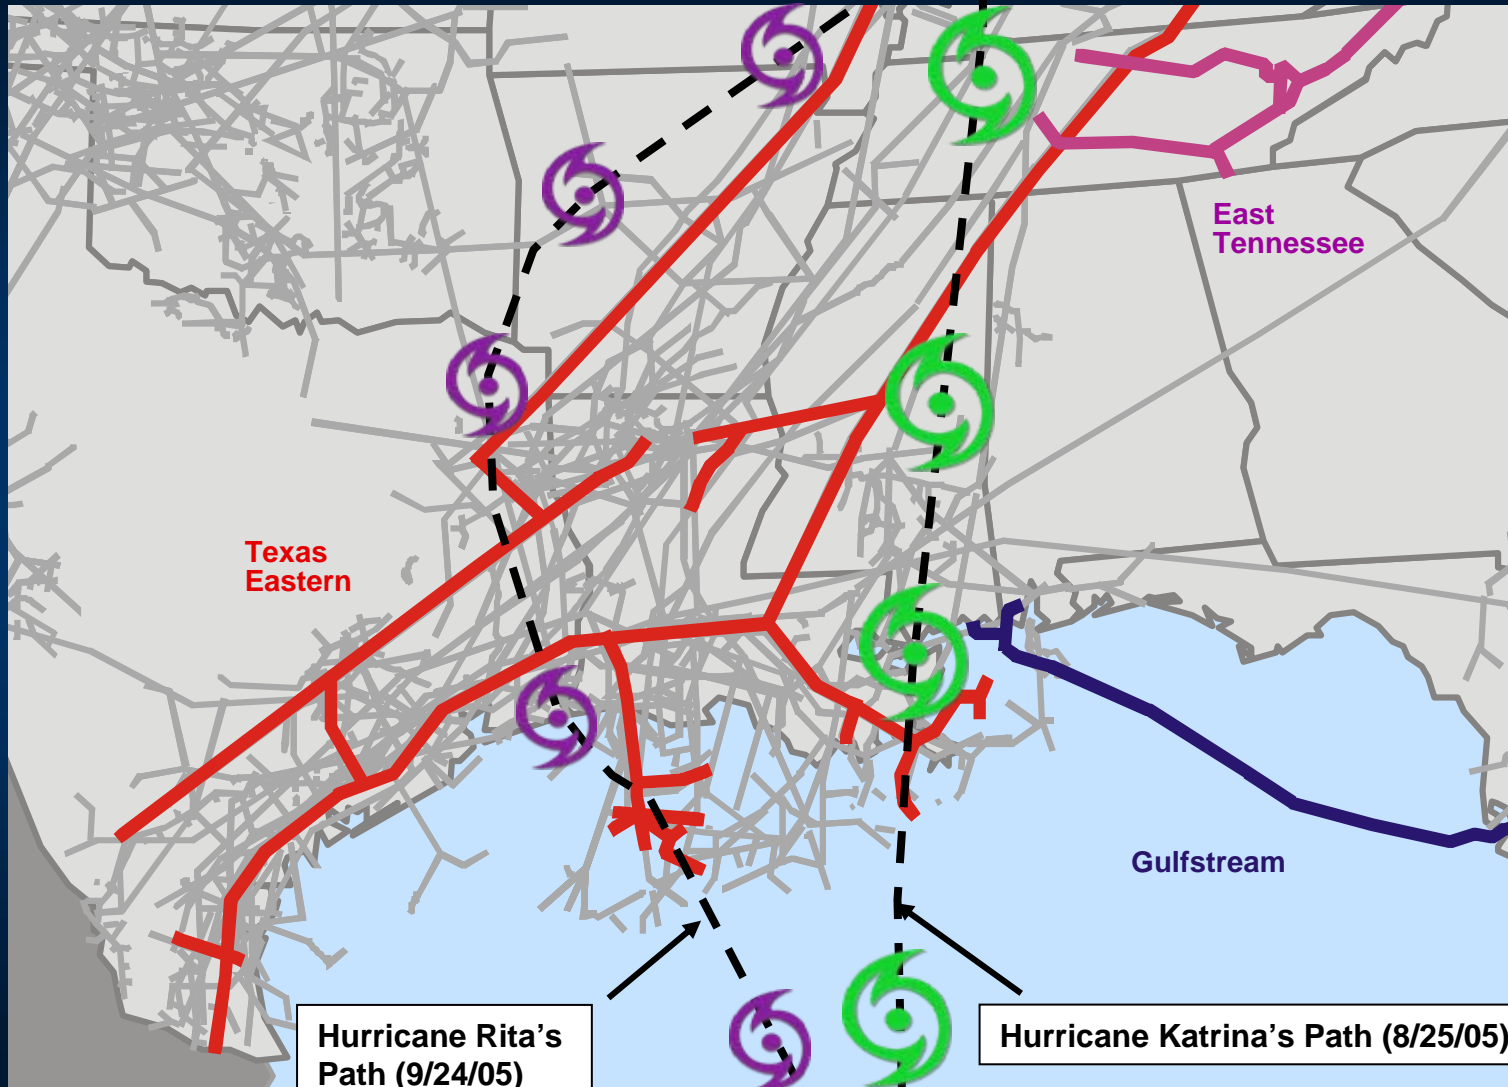 East
Tennessee
Texas
Eastern
Gulfstream
Hurricane Rita’s
Path (9/24/05)
Hurricane Katrina’s Path (8/25/05)